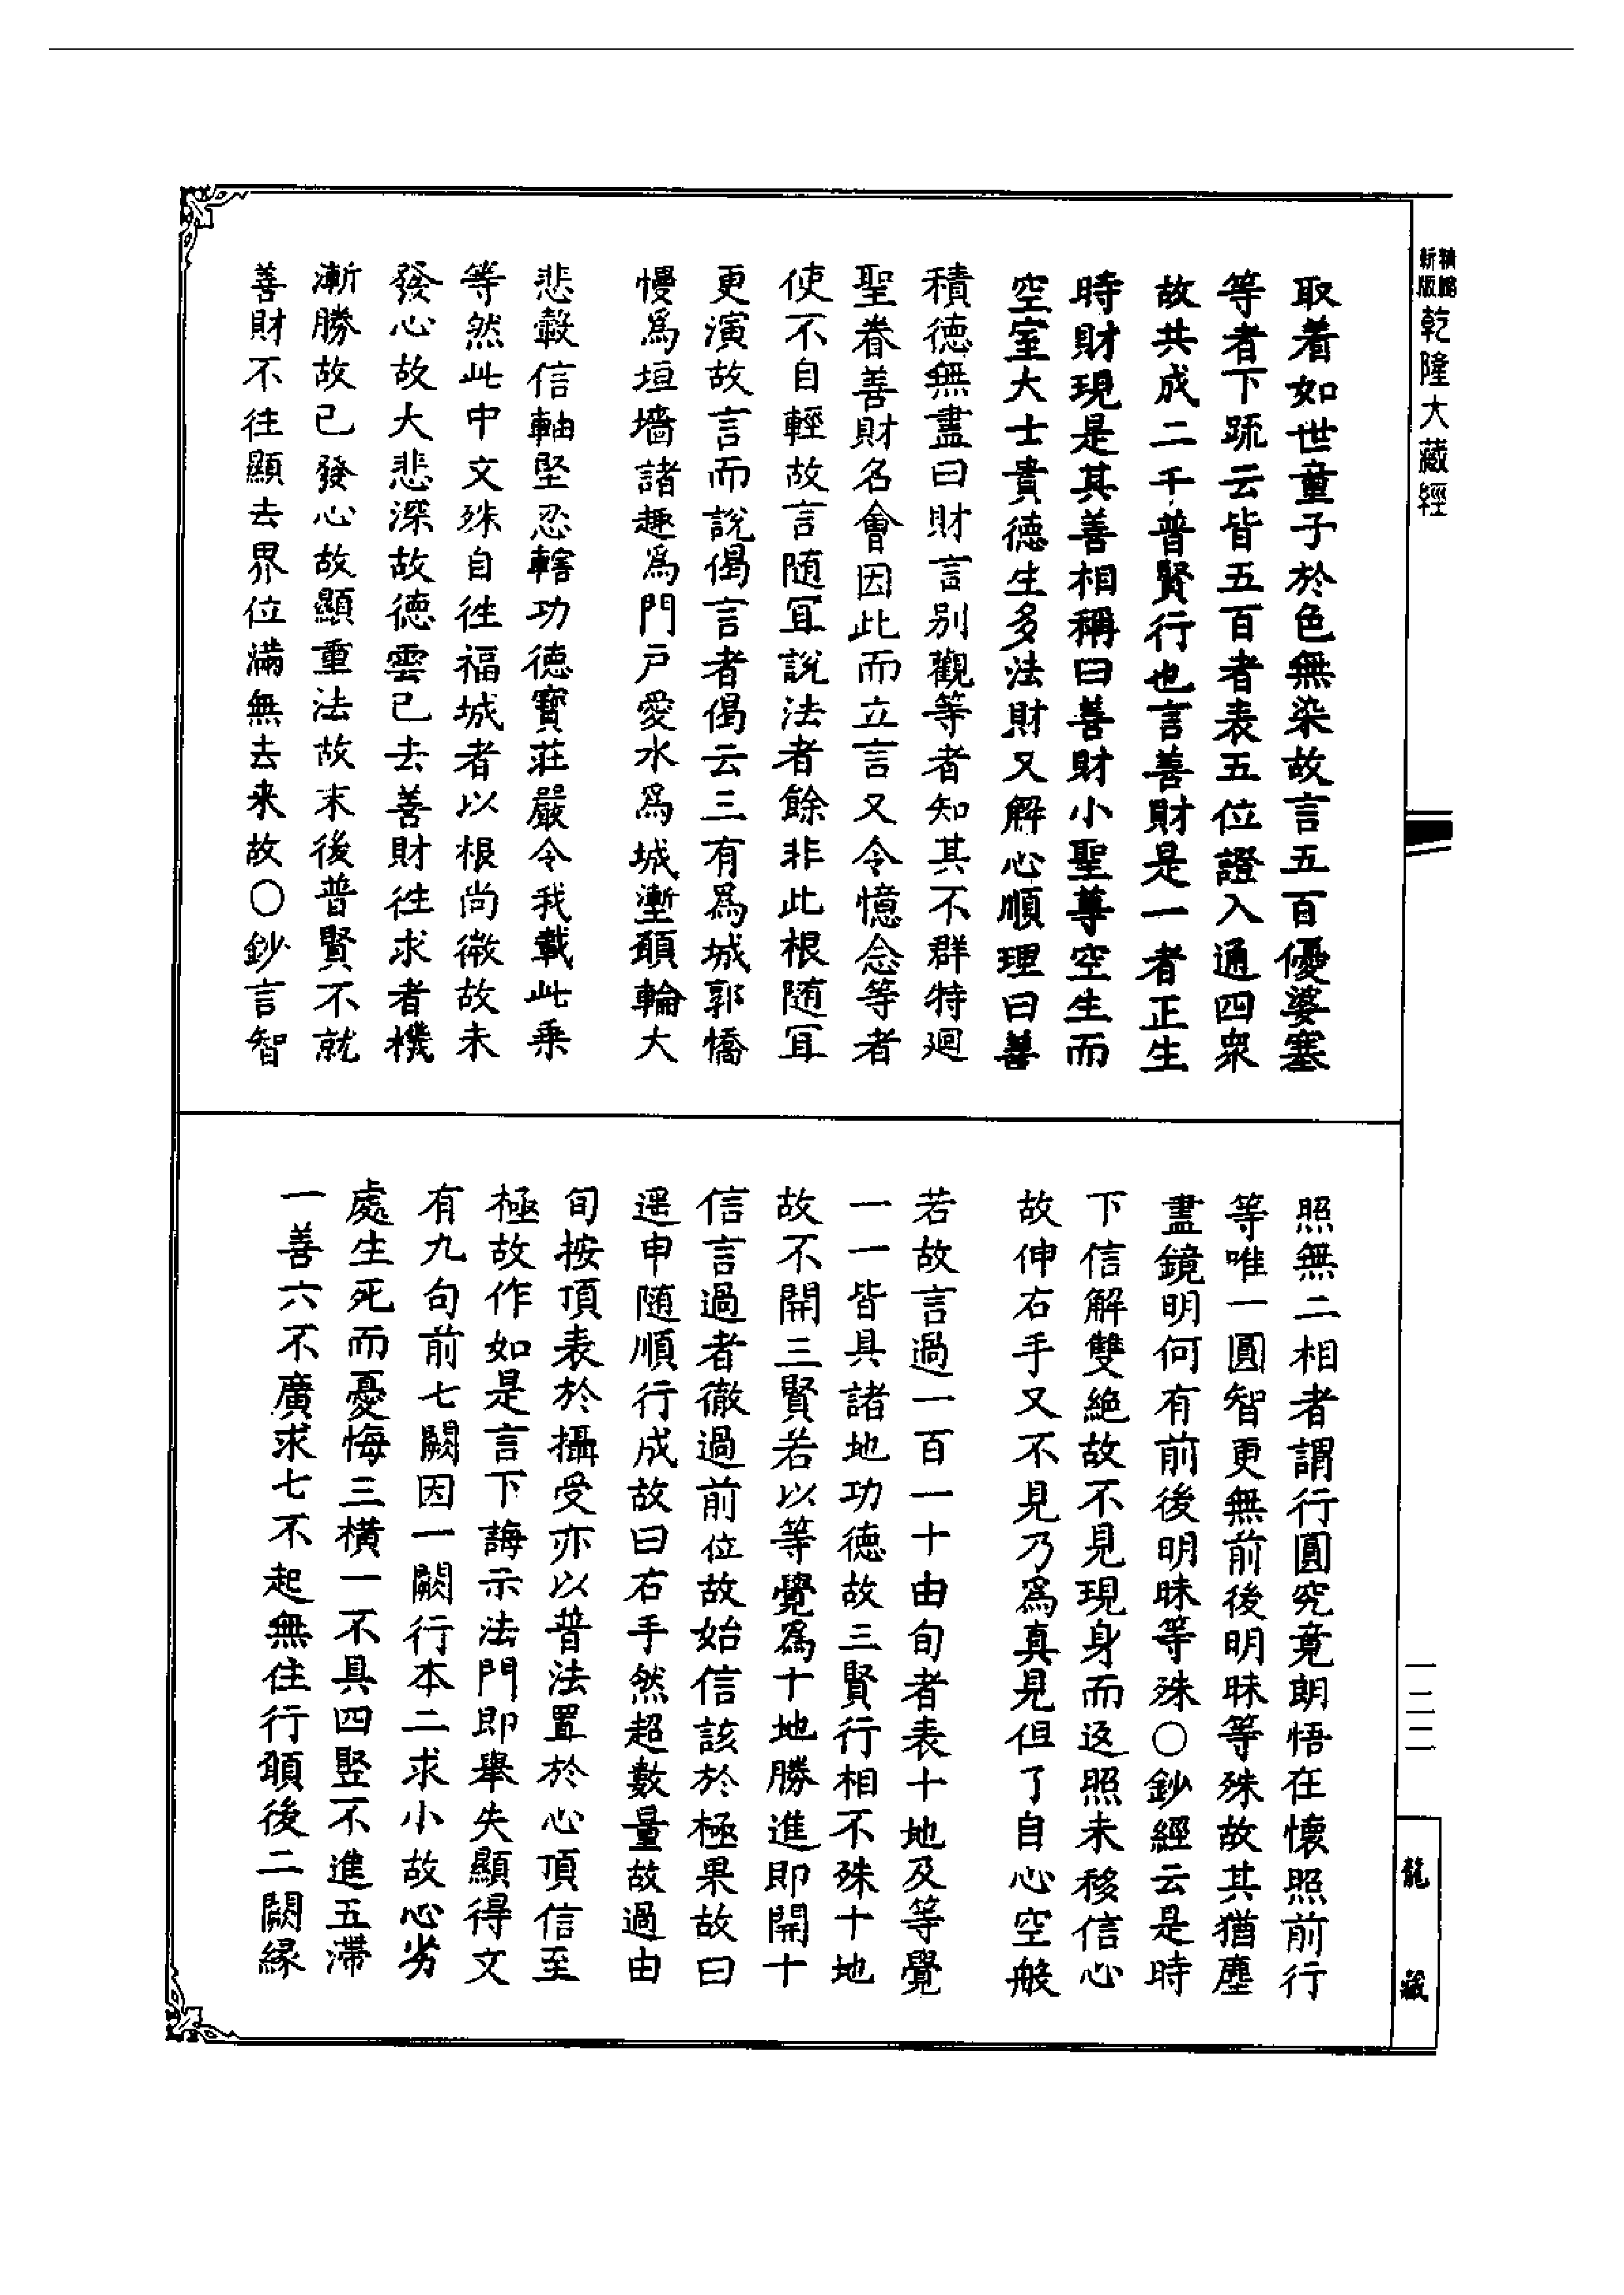 精縮
新版
乾隆大藏經
取着如世童子於色無染故言五百優婆塞
等者下䟽云皆五百者表五位證入通四眾
故共成二千普賢行也言善財是一者正生
時財現是其善相稱曰善財小聖尊空生而
空室大士貴德生多法財又解心順理曰善
積德無盡曰財言别觀等者知其不群特迴
聖眷善財名會因此而立言又令憶念等者
使不自輕故言随冝說法者餘非此根随冝
更演故言而說偈言者偈云三有為城郭憍
慢為垣墻諸趣為門戸愛水為城塹頋輪大
悲轂信軸堅忍轄功德寶莊嚴令我載此乗
等然此中文殊自徃福城者以根尚微故未
發心故大悲深故德雲已去善財徃求者機
漸勝故已發心故顯重法故末後普賢不就
善財不往顯去界位滿無去来故○鈔言智
照無二相者謂行圓究竟朗悟在懷照前行
等唯一圓智更無前後明昧等殊故其猶塵
盡鏡明何有前後明昧等殊○鈔經云是時
下信解雙絶故不見現身而返照未移信心
故伸右手又不見乃為真見但了自心空般
若故言過一百一十由旬者表十地及等覺
一一皆具諸地功德故三賢行相不殊十地
故不開三賢若以等覺為十地勝進即開十
信言過者徹過前位故始信該於極果故曰
遥申随順行成故曰右手然超數量故過由
旬按頂表於攝受亦以普法置於心頂信至
極故作如是言下誨示法門即舉失顯得文
有九句前七闕因一闕行本二求小故心劣
處生死而憂悔三橫一不具四竪不進五滯
一善六不廣求七不起無住行頋後二闕緣
一二二
龍藏